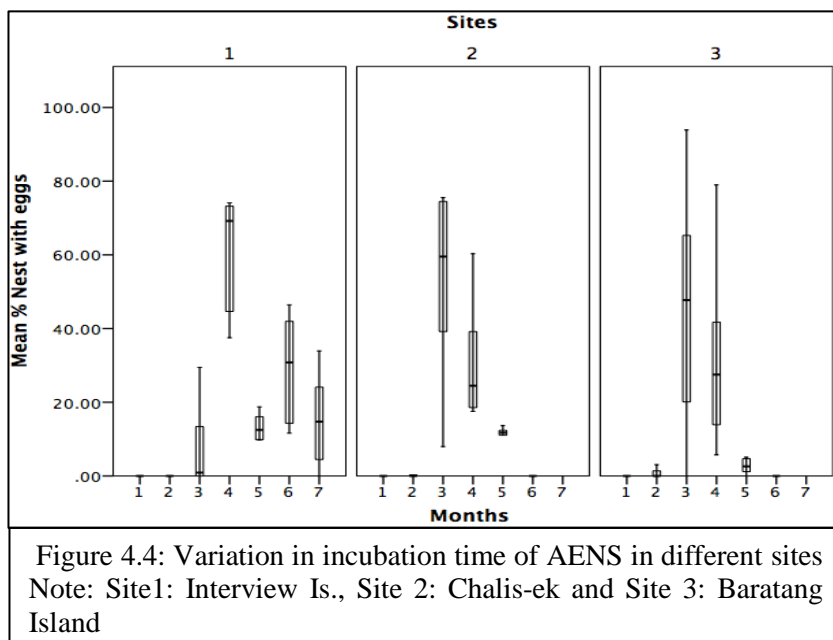 Sites
1 2 3
Mean % Nest with eggs
100.00
80.00
60.00
40.00
20.00
.00
1 2 3 4 5 6 7 1 2 3 4 5 6 7 1 2 3 4 5 6 7
Months
Figure 4.4: Variation in incubation time of AENS in different sites
Note: Site1: Interview Is., Site 2: Chalis-ek and Site 3: Baratang
Island